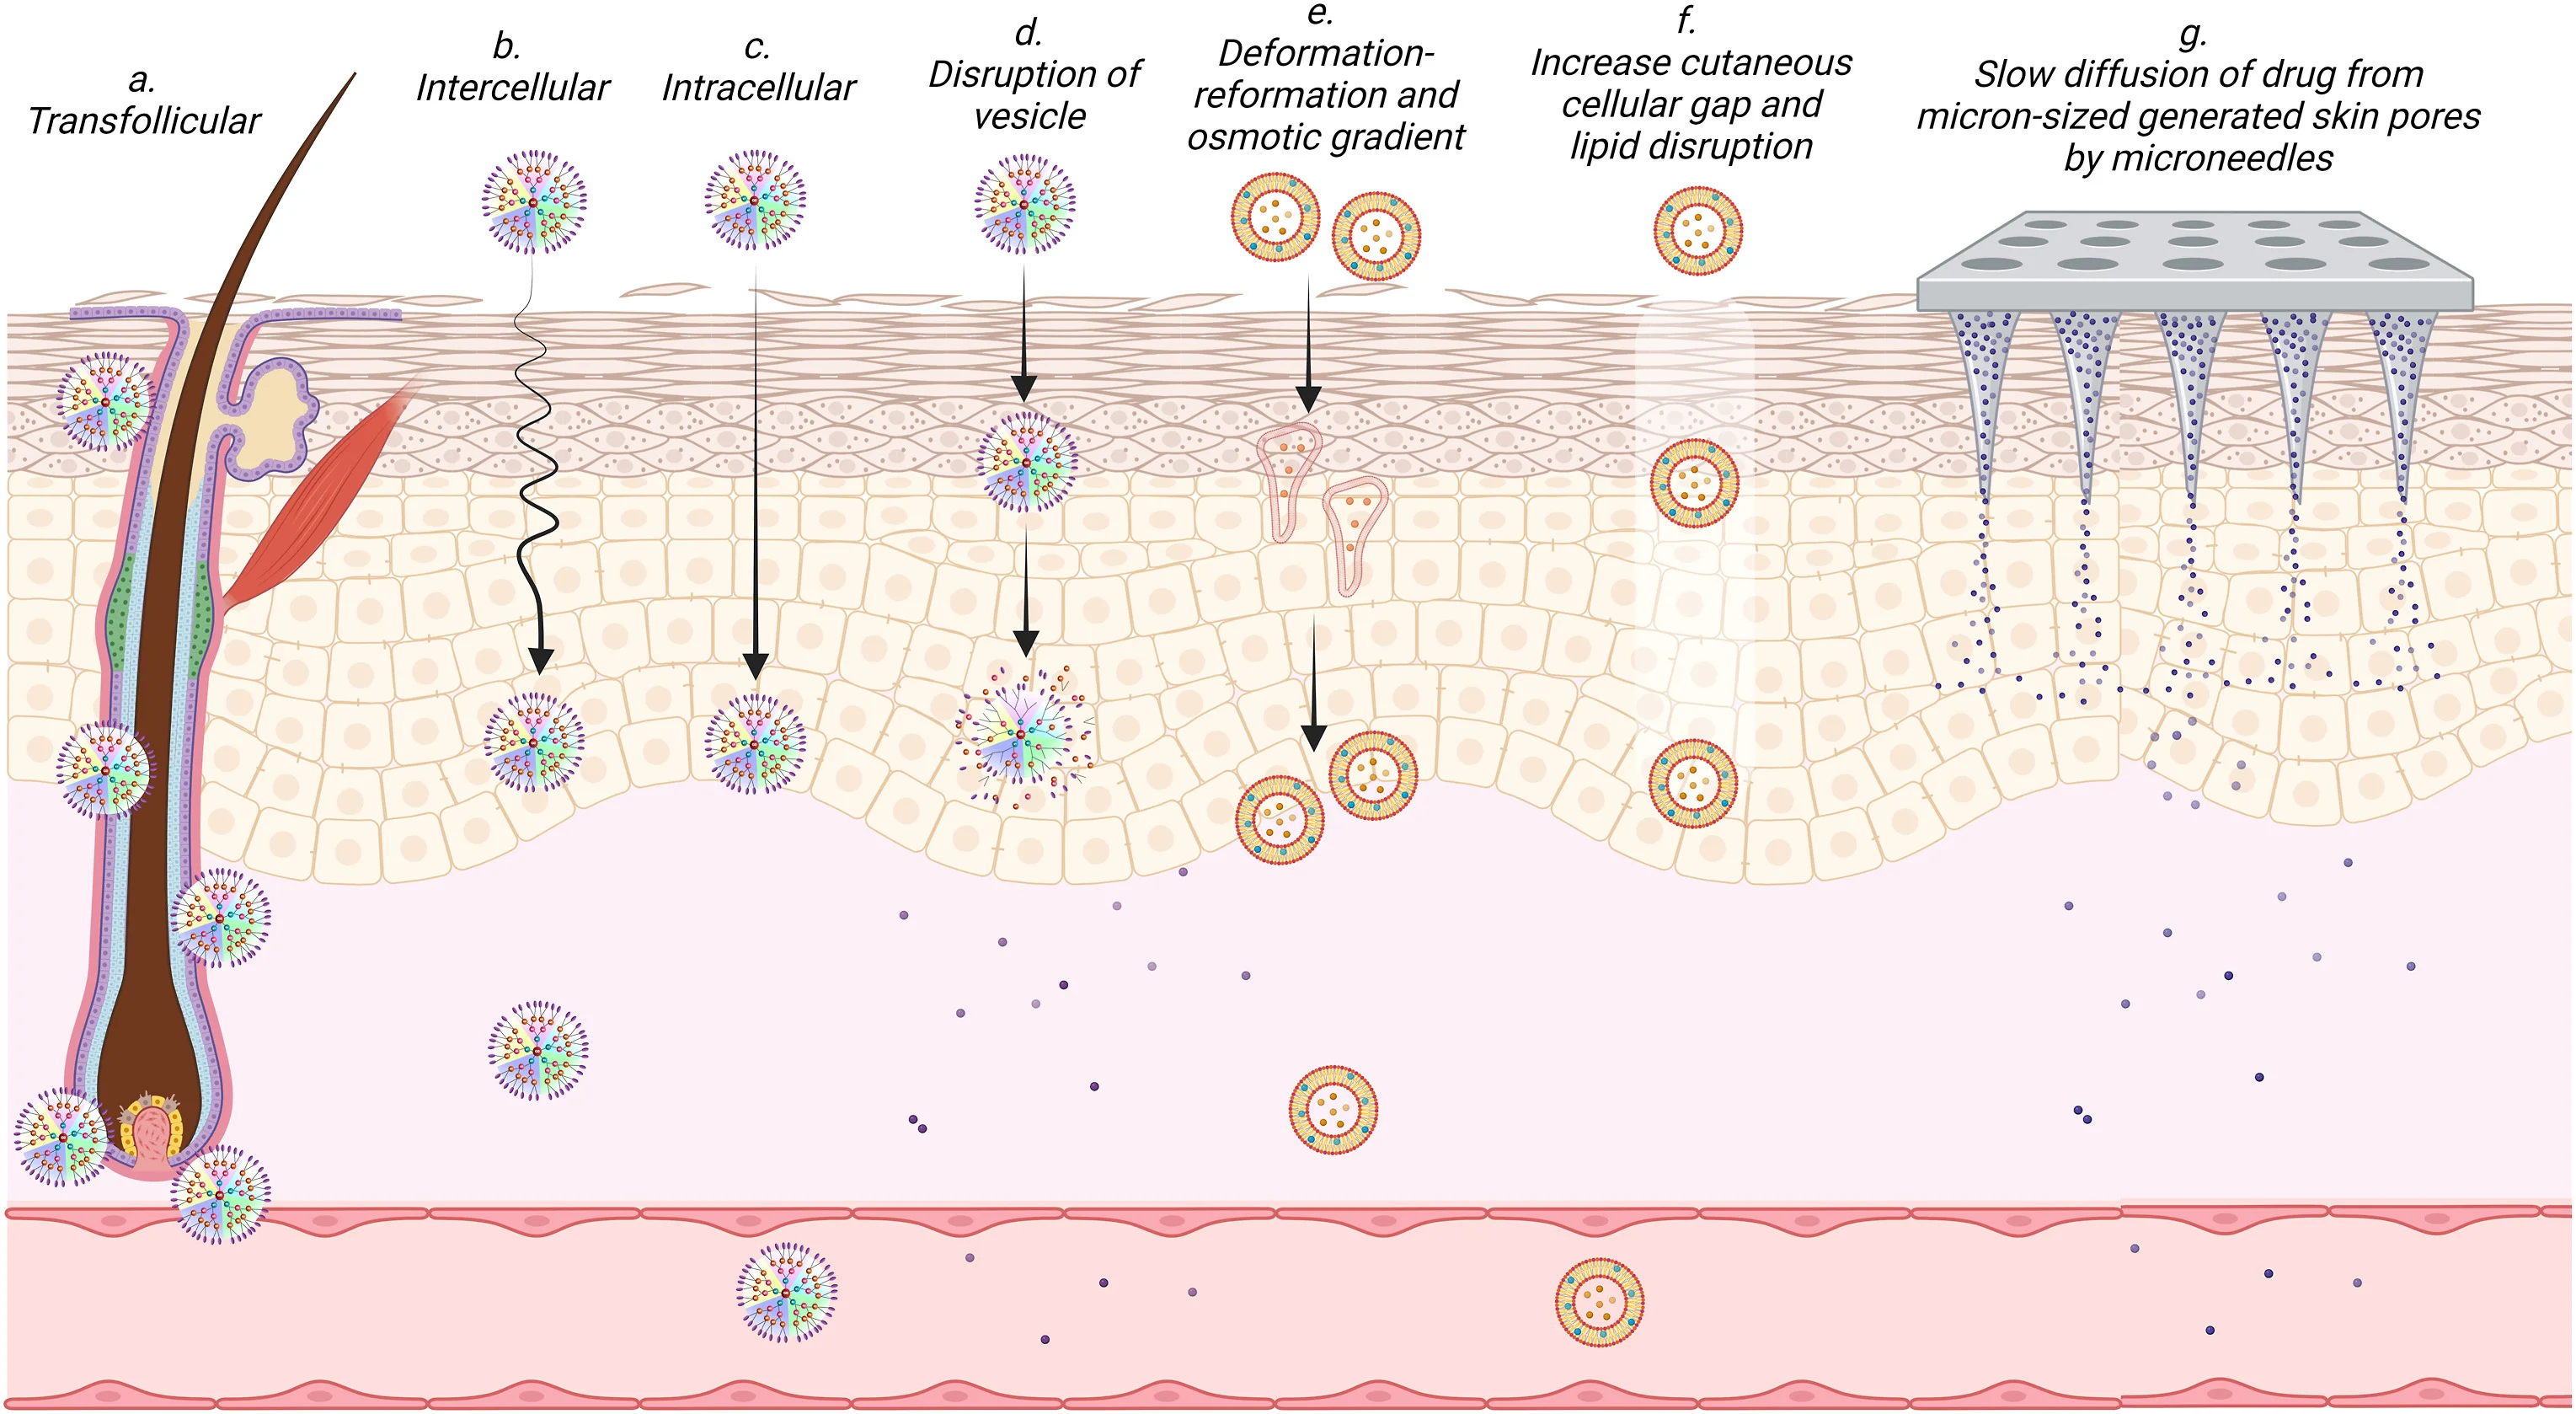 a.
Transfollicular
b.
Intercellular
c.
Intracellular
d.
Disruption of
vesicle
e.
Deformation-
reformation and
osmotic gradient
f.
Increase cutaneous
cellular gap and
lipid disruption
g.
Slow diffusion of drug from
micron-sized generated skin pores
by microneedles